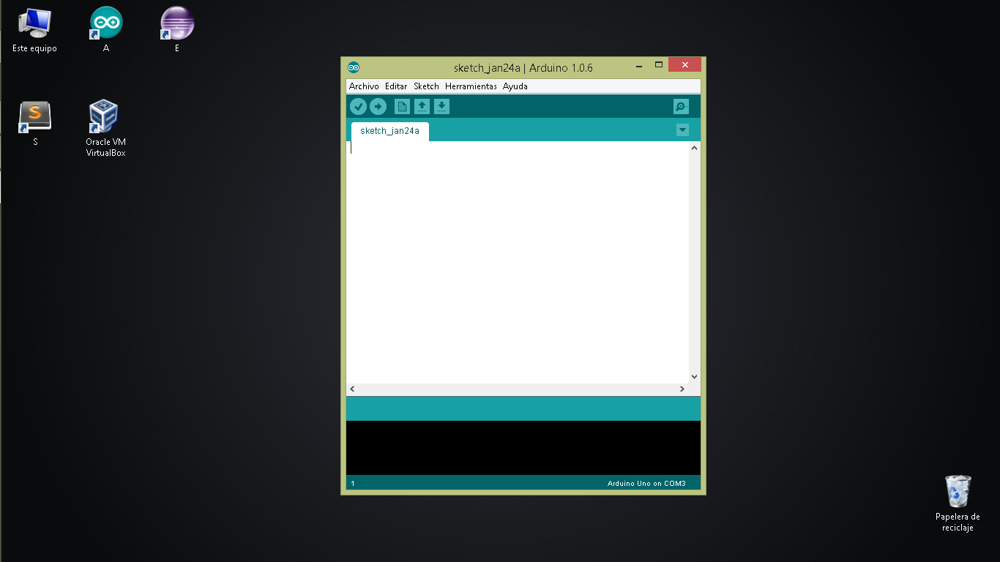 Este equipo
A
E
S
Oracle VM
VirtualBox
sketch_jan24a | Arduino 1.0.6
Archivo Editar Sketch Herramientas Ayuda
sketch_jan24a
1
Arduino Uno on COM3
Papelera de
reciclaje